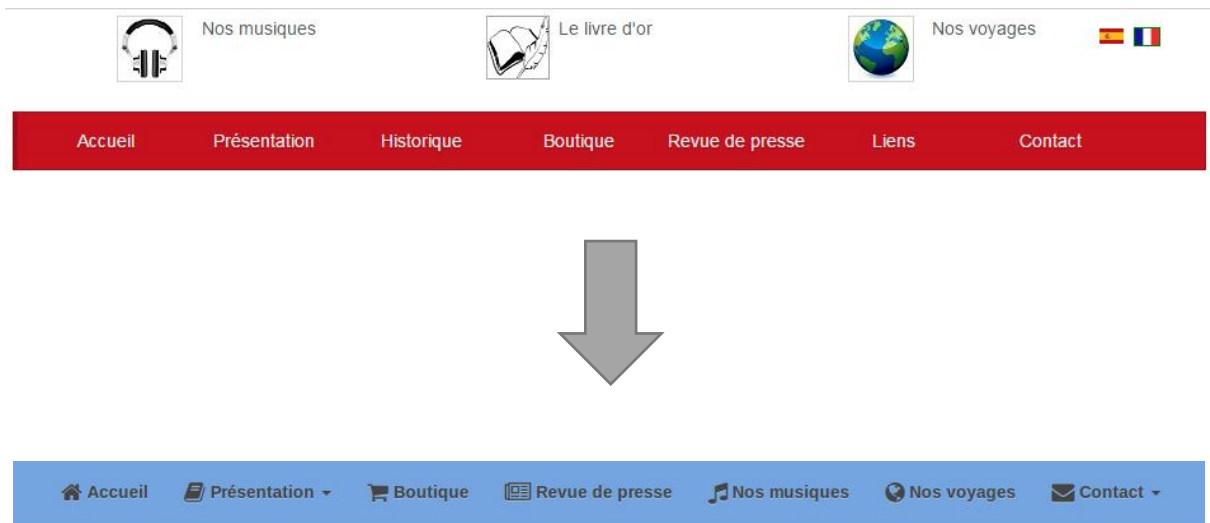 Nos musiques Le livre d'or Nos voyages
Accueil Présentation Historique Boutique Revue de presse Liens Contact
Accueil Présentation Boutique Revue de presse Nos musiques Nos voyages Contact